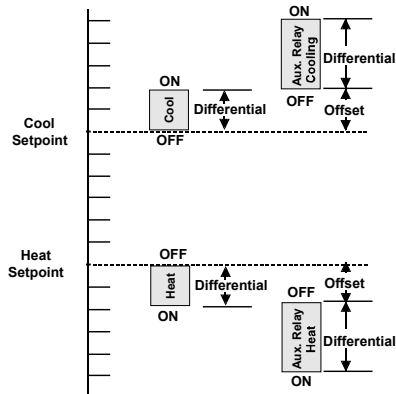 ON
Aux. Relay
Cooling
Differential
ON
Cool
Differential
OFF
Offset
Cool
Setpoint
OFF
Heat
Setpoint
OFF
Heat
Differential
ON
Offset
OFF
Aux. Relay
Heat
Differential
ON